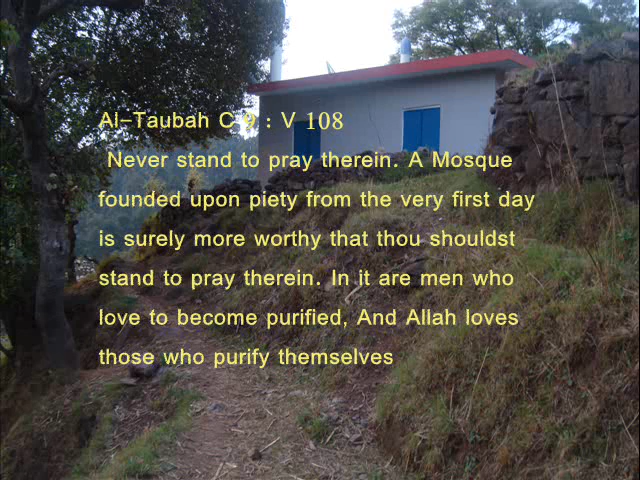 Al-Taubah C 9 : V 108
Never stand to pray therein. A Mosque
founded upon piety from the very first day
is surely more worthy that thou shouldst
stand to pray therein. In it are men who
love to become purified, And Allah loves
those who purify themselves